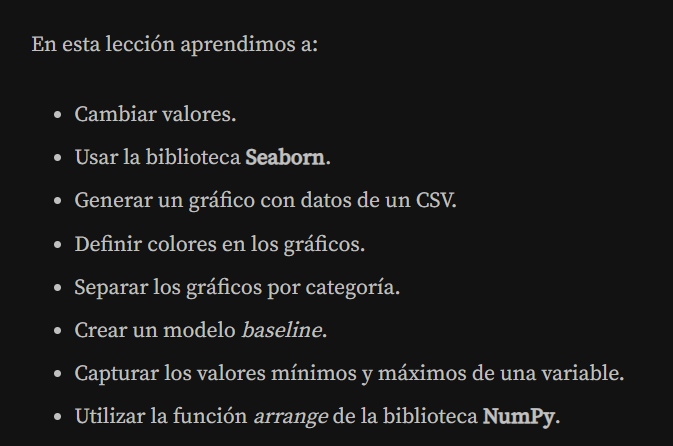 En esta lección aprendimos a:
• Cambiar valores.
• Usar la biblioteca Seaborn.
• Generar un gráfico con datos de un CSV.
• Definir colores en los gráficos.
• Separar los gráficos por categoría.
• Crear un modelo baseline.
• Capturar los valores mínimos y máximos de una variable.
• Utilizar la función arrange de la biblioteca NumPy.